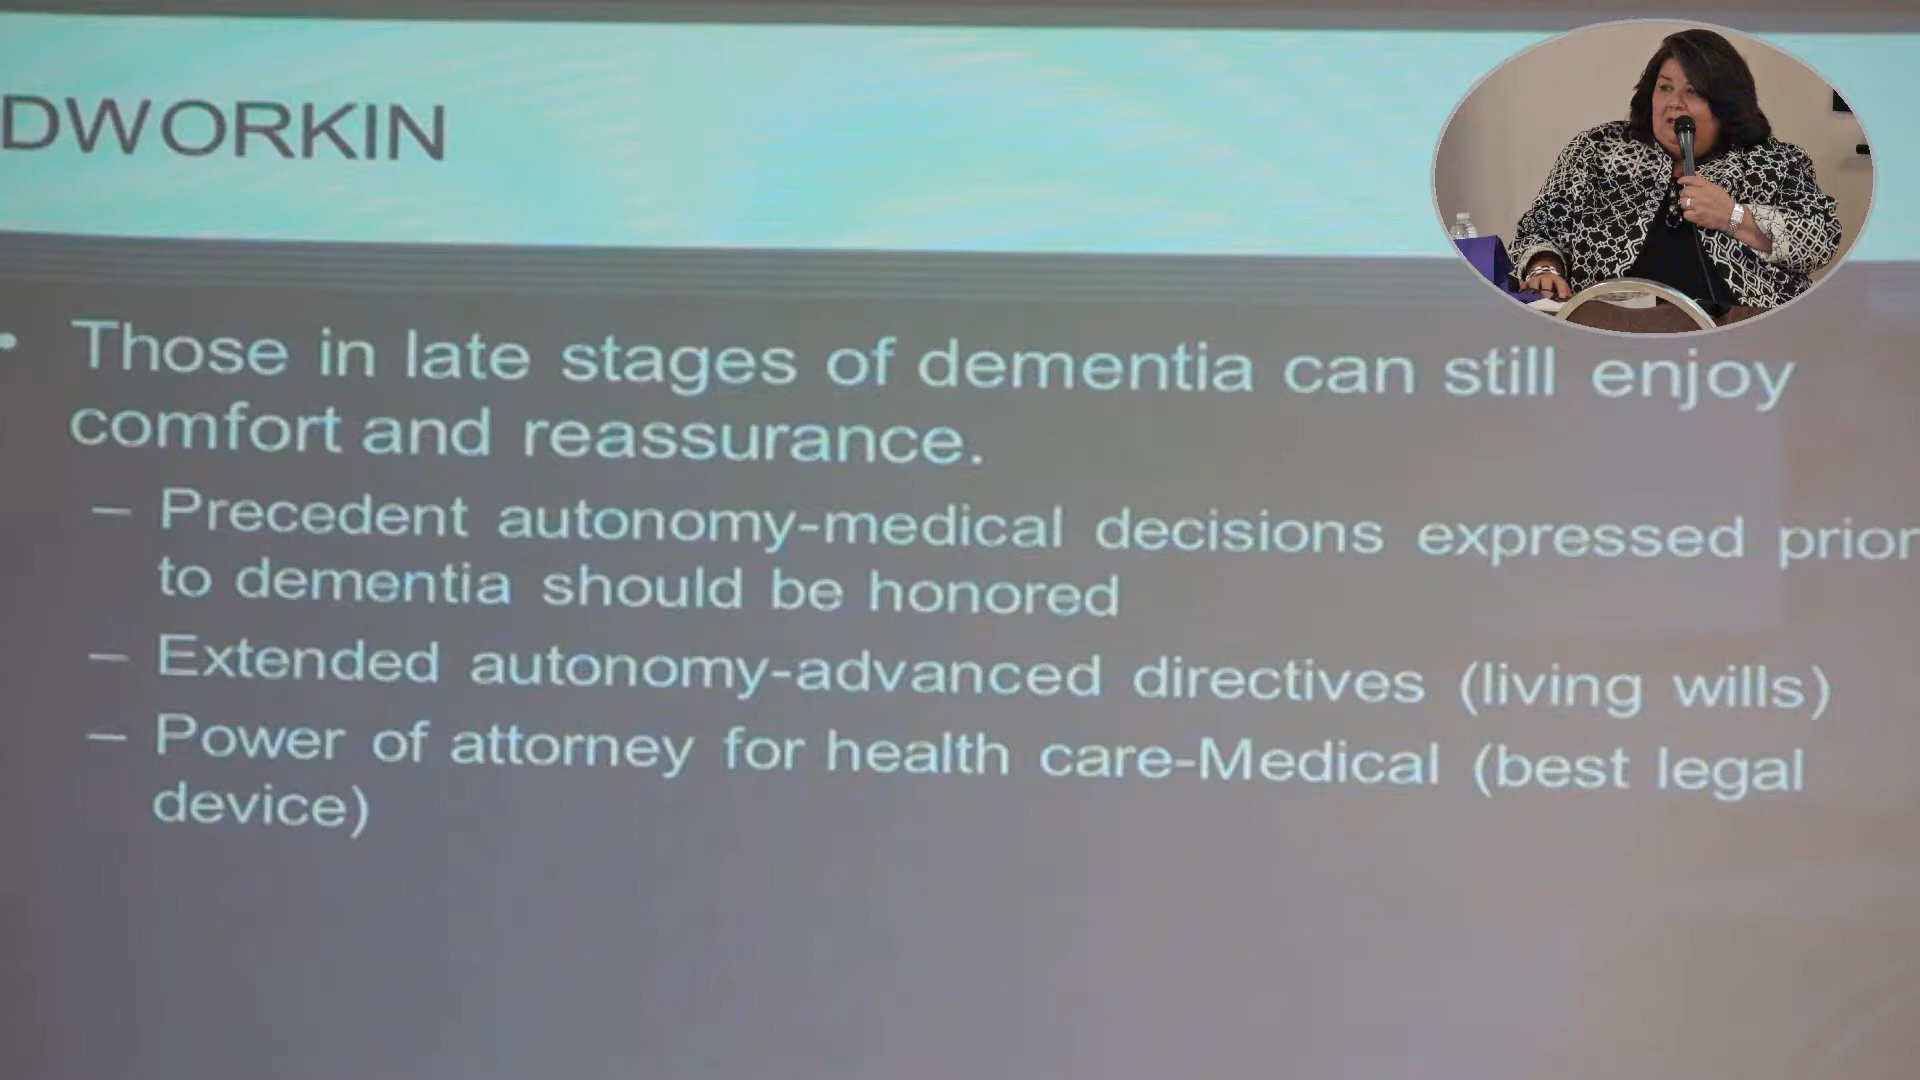 DWORKIN
• Those in late stages of dementia can still enjoy
comfort and reassurance.
– Precedent autonomy-medical decisions expressed prior
to dementia should be honored
– Extended autonomy-advanced directives (living wills)
– Power of attorney for health care-Medical (best legal
device)